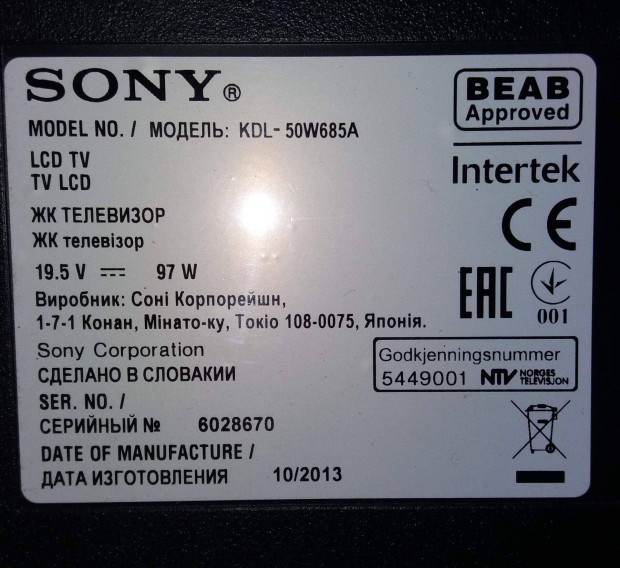 SONY®
MODEL NO. / МОДЕЛЬ: KDL-50W685A
LCD TV
TV LCD
ЖК ТЕЛЕВИЗОР
ЖК телевізор
19.5 V ⎓ 97 W
Виробник: Соні Корпорейшн,
1-7-1 Конан, Мінато-ку, Токіо 108-0075, Японія.
Sony Corporation
СДЕЛАНО В СЛОВАКИИ
SER. NO. /
СЕРИЙНЫЙ № 6028670
DATE OF MANUFACTURE /
ДАТА ИЗГОТОВЛЕНИЯ 10/2013
BEAB
Approved
Intertek
CE
EAC
001
Godkjenningsnummer
5449001 NTV NORGES
TELEVISJON